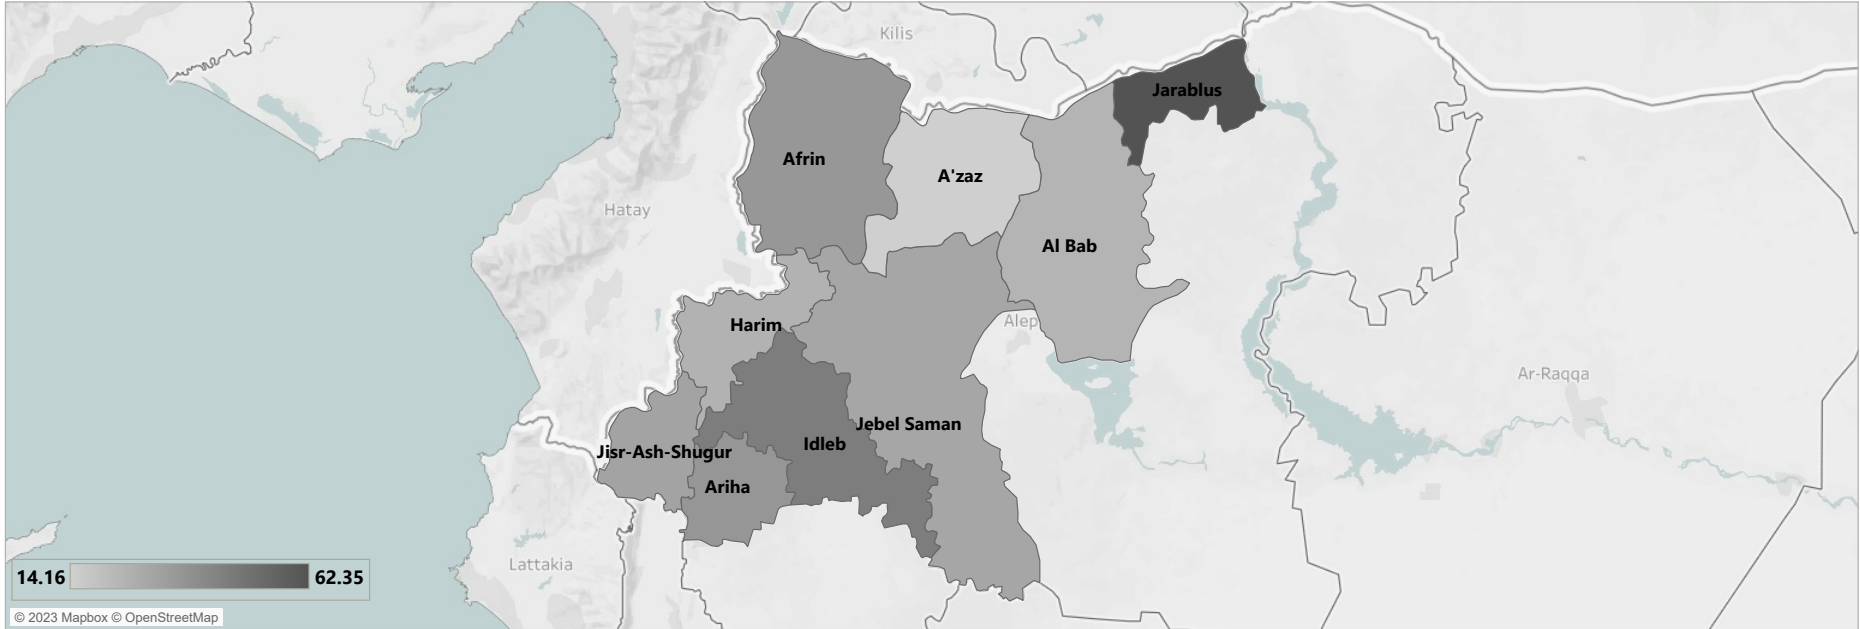 Kilis
Jarablus
Afrin
A'zaz
Hatay
Al Bab
Harim
Alep
Ar-Raqqa
Jebel Saman
Idleb
Jisr-Ash-Shugur
Ariha
Lattakia
14.16
62.35
© 2023 Mapbox © OpenStreetMap